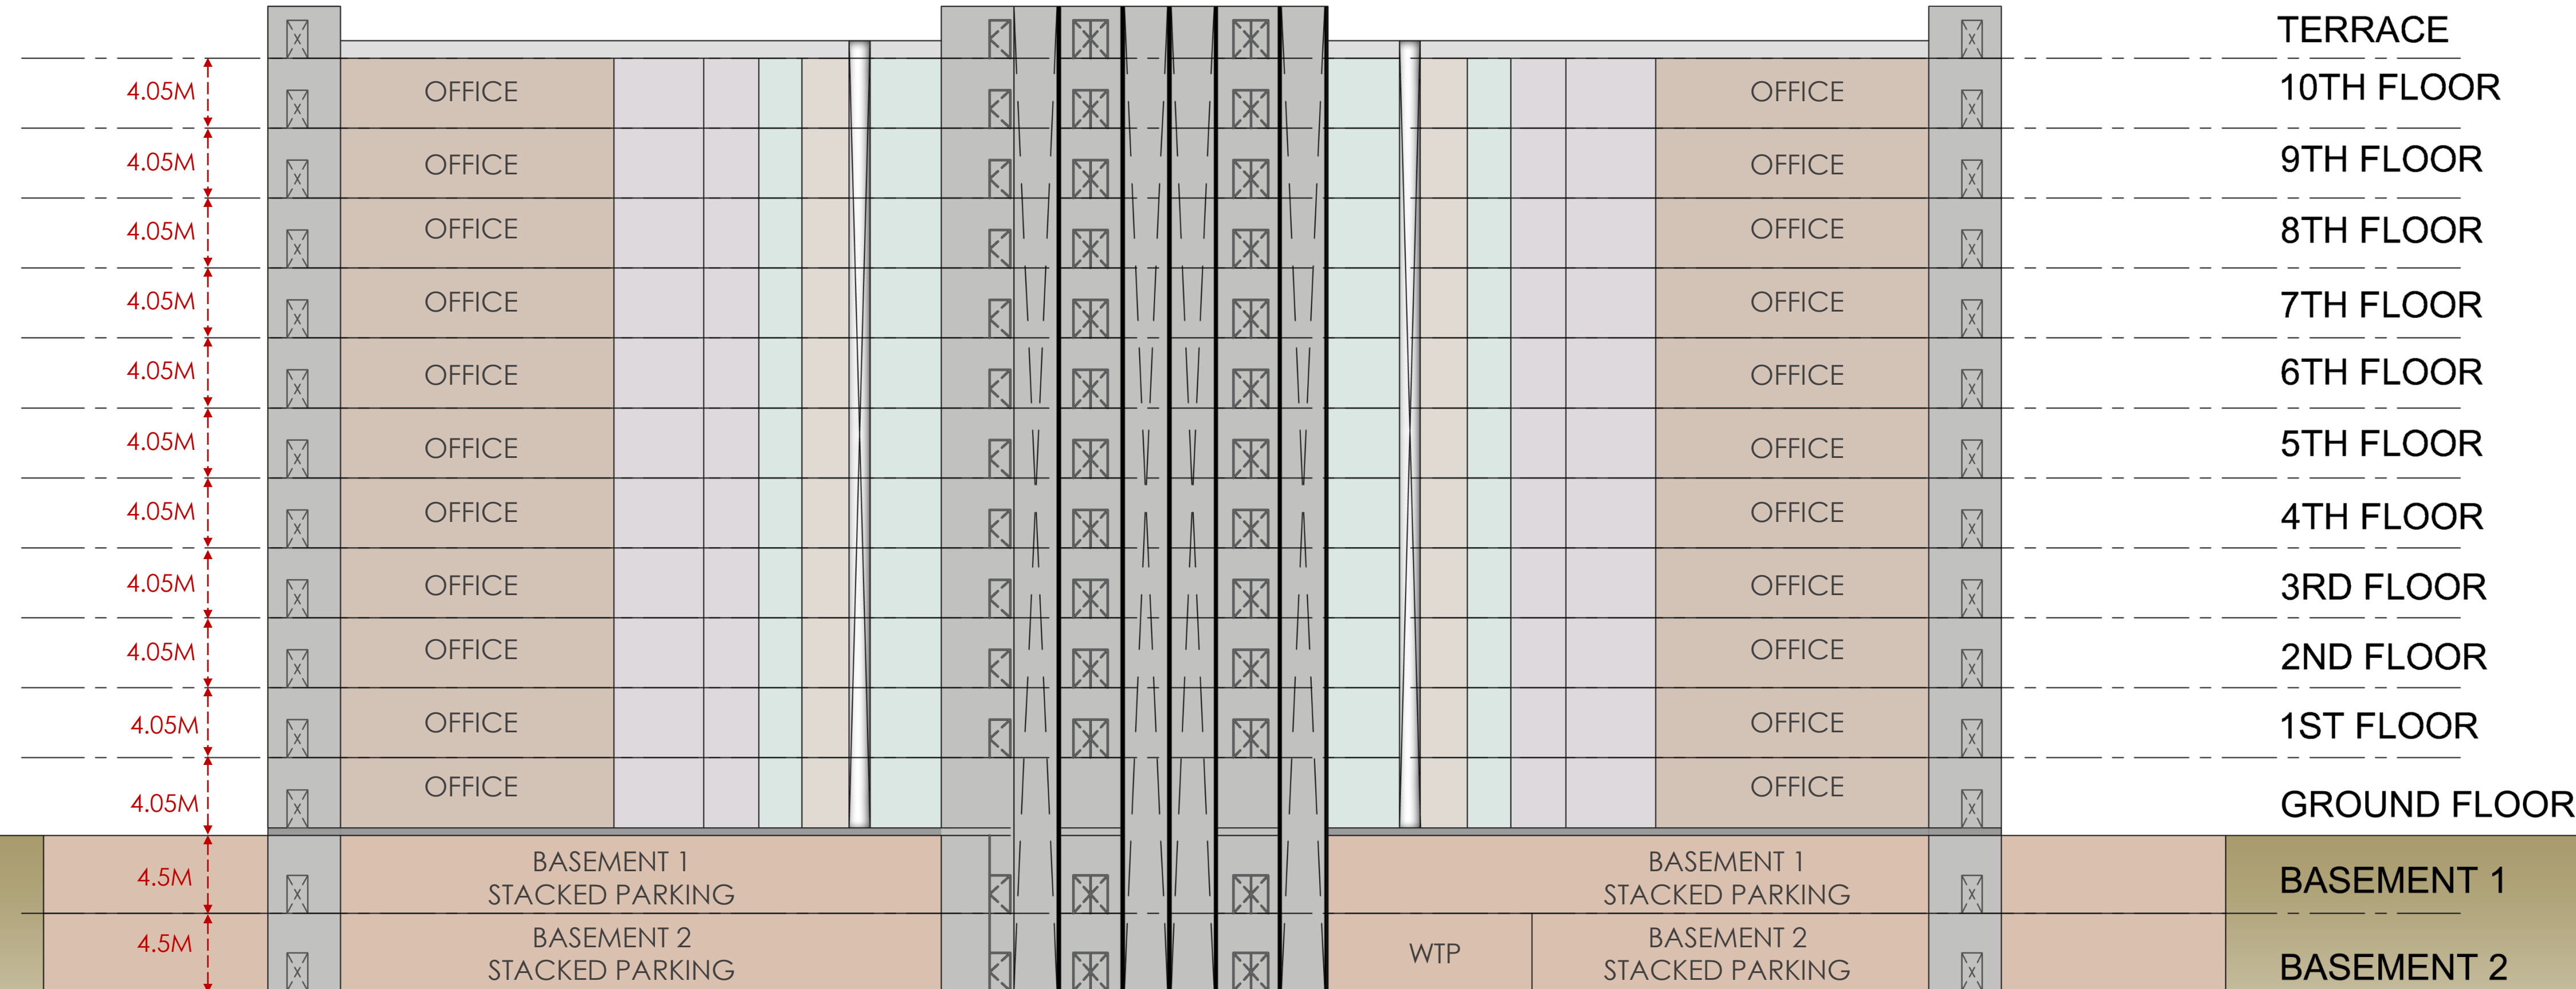 TERRACE
4.05M OFFICE OFFICE 10TH FLOOR
4.05M OFFICE OFFICE 9TH FLOOR
4.05M OFFICE OFFICE 8TH FLOOR
4.05M OFFICE OFFICE 7TH FLOOR
4.05M OFFICE OFFICE 6TH FLOOR
4.05M OFFICE OFFICE 5TH FLOOR
4.05M OFFICE OFFICE 4TH FLOOR
4.05M OFFICE OFFICE 3RD FLOOR
4.05M OFFICE OFFICE 2ND FLOOR
4.05M OFFICE OFFICE 1ST FLOOR
4.05M OFFICE OFFICE GROUND FLOOR
4.5M
BASEMENT 1
STACKED PARKING
BASEMENT 1
STACKED PARKING
BASEMENT 1
4.5M
BASEMENT 2
STACKED PARKING
WTP
BASEMENT 2
STACKED PARKING
BASEMENT 2